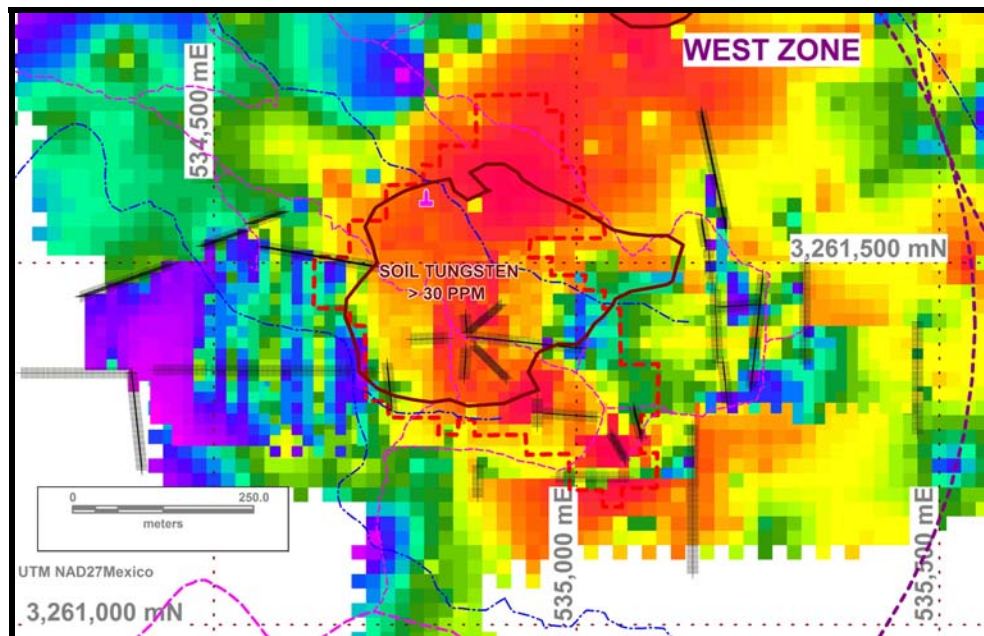 WEST ZONE
534,500 mE
3,261,500 mN
SOIL TUNGSTEN
> 30 PPM
0 250.0
meters
UTM NAD27Mexico
3,261,000 mN
535,000 mE
535,500 mE